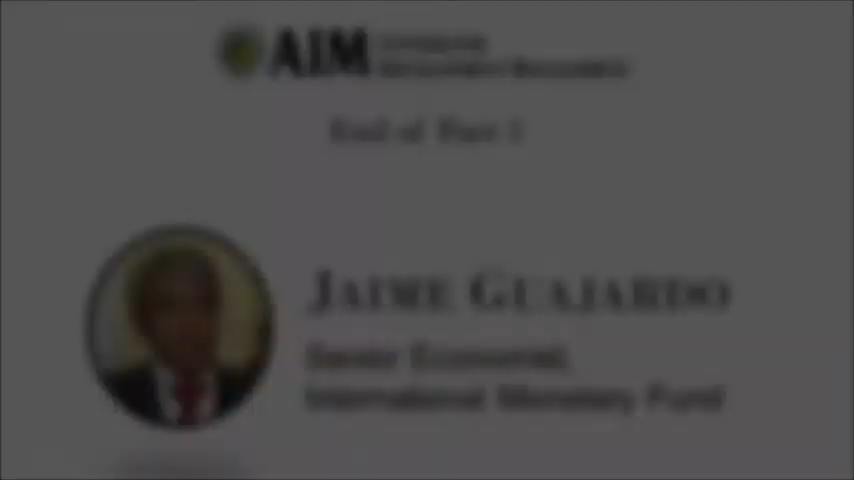 AIM
End of Part 1
JAIME GUAJARDO
Senior Economist,
International Monetary Fund